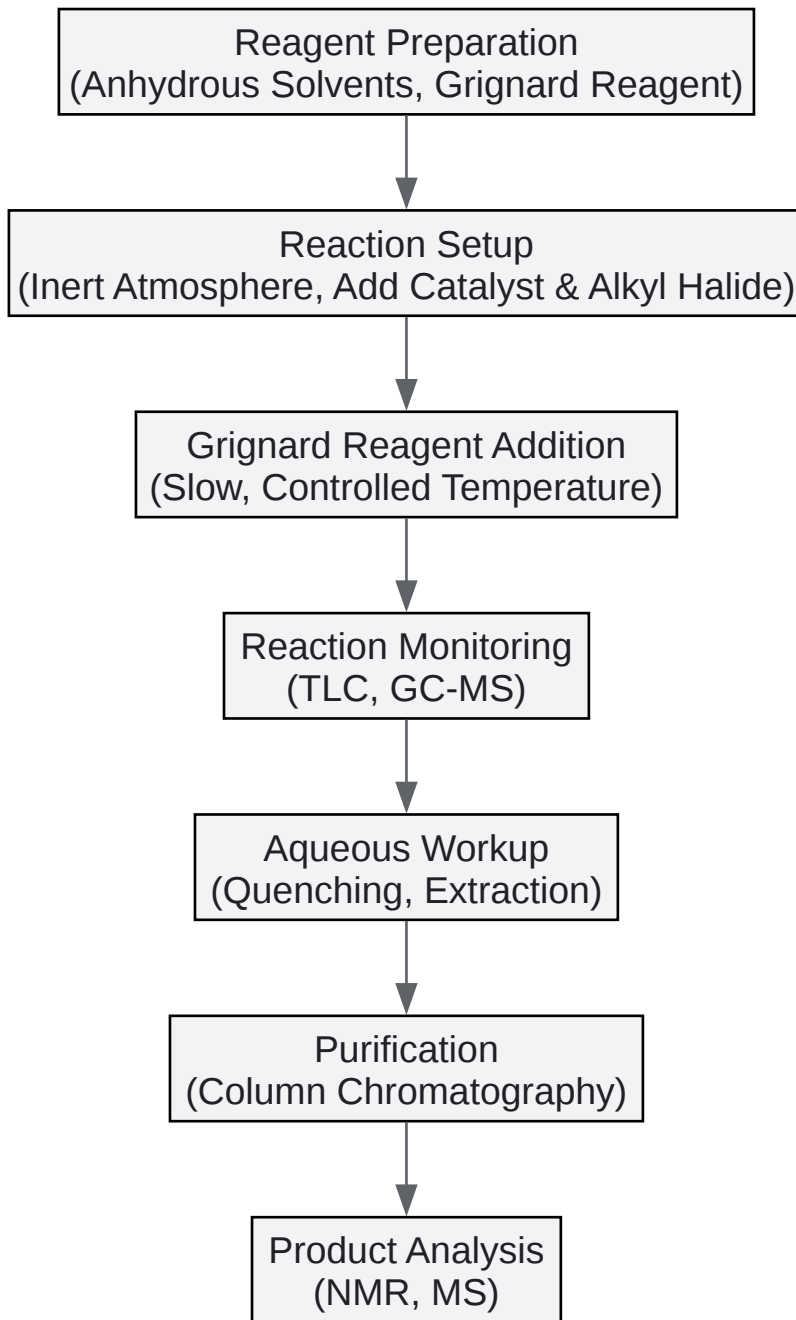 Reagent Preparation
(Anhydrous Solvents, Grignard Reagent)
Reaction Setup
(Inert Atmosphere, Add Catalyst & Alkyl Halide)
Grignard Reagent Addition
(Slow, Controlled Temperature)
Reaction Monitoring
(TLC, GC-MS)
Aqueous Workup
(Quenching, Extraction)
Purification
(Column Chromatography)
Product Analysis
(NMR, MS)